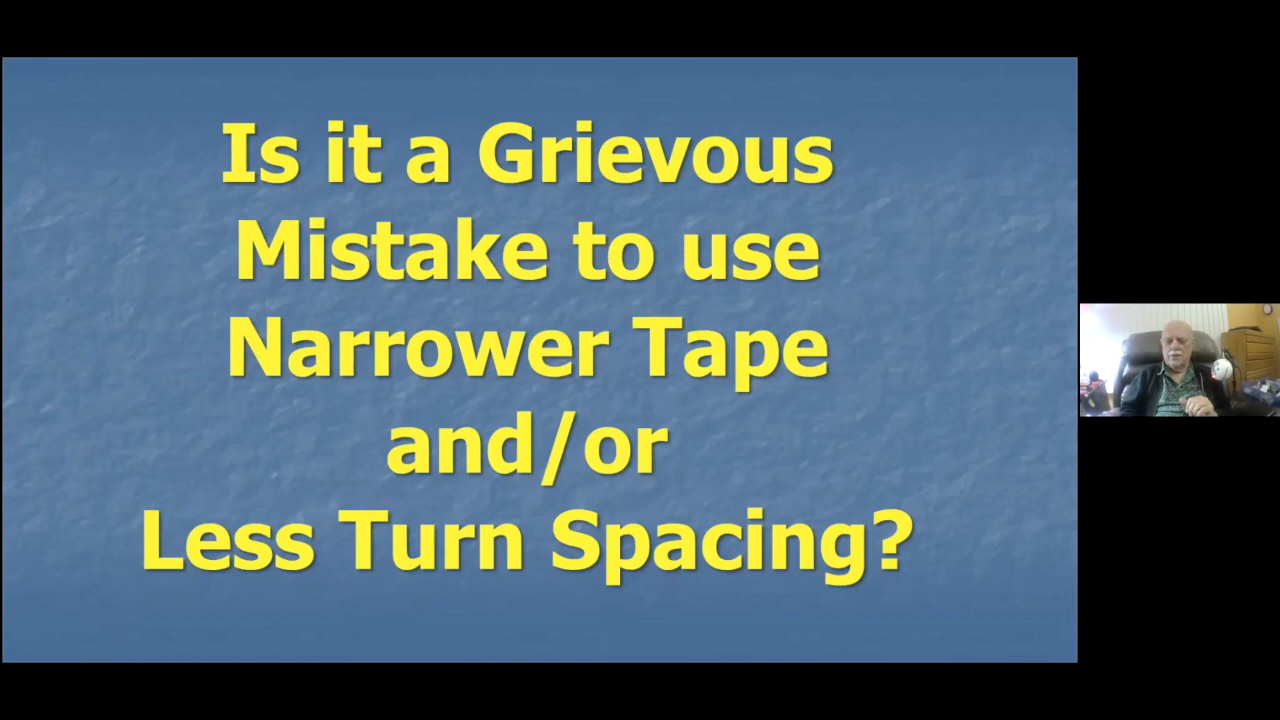 Is it a Grievous
Mistake to use
Narrower Tape
and/or
Less Turn Spacing?